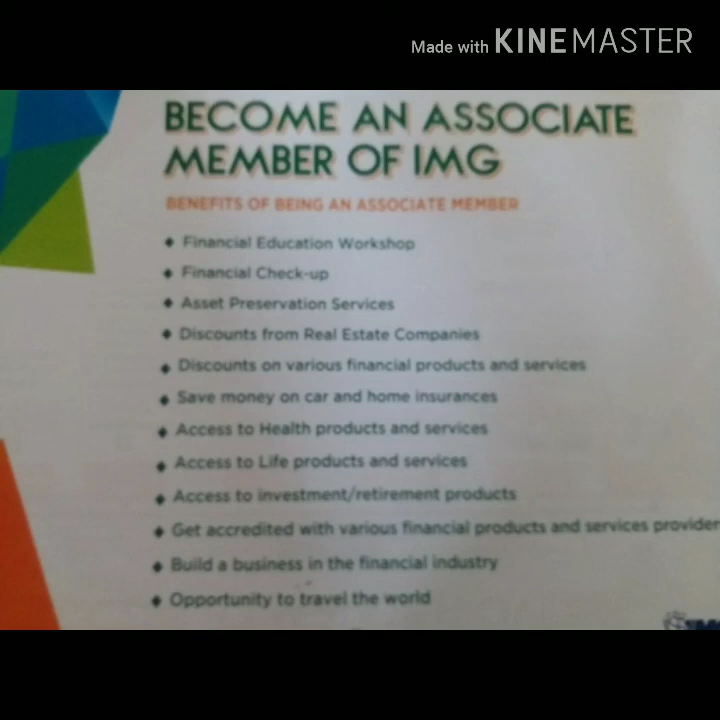 Made with KINEMASTER
BECOME AN ASSOCIATE
MEMBER OF IMG
BENEFITS OF BEING AN ASSOCIATE MEMBER
◆ Financial Education Workshop
◆ Financial Check-up
◆ Asset Preservation Services
◆ Discounts from Real Estate Companies
◆ Discounts on various financial products and services
◆ Save money on car and home insurances
◆ Access to Health products and services
◆ Access to Life products and services
◆ Access to investment/retirement products
◆ Get accredited with various financial products and services provider
◆ Build a business in the financial industry
◆ Opportunity to travel the world